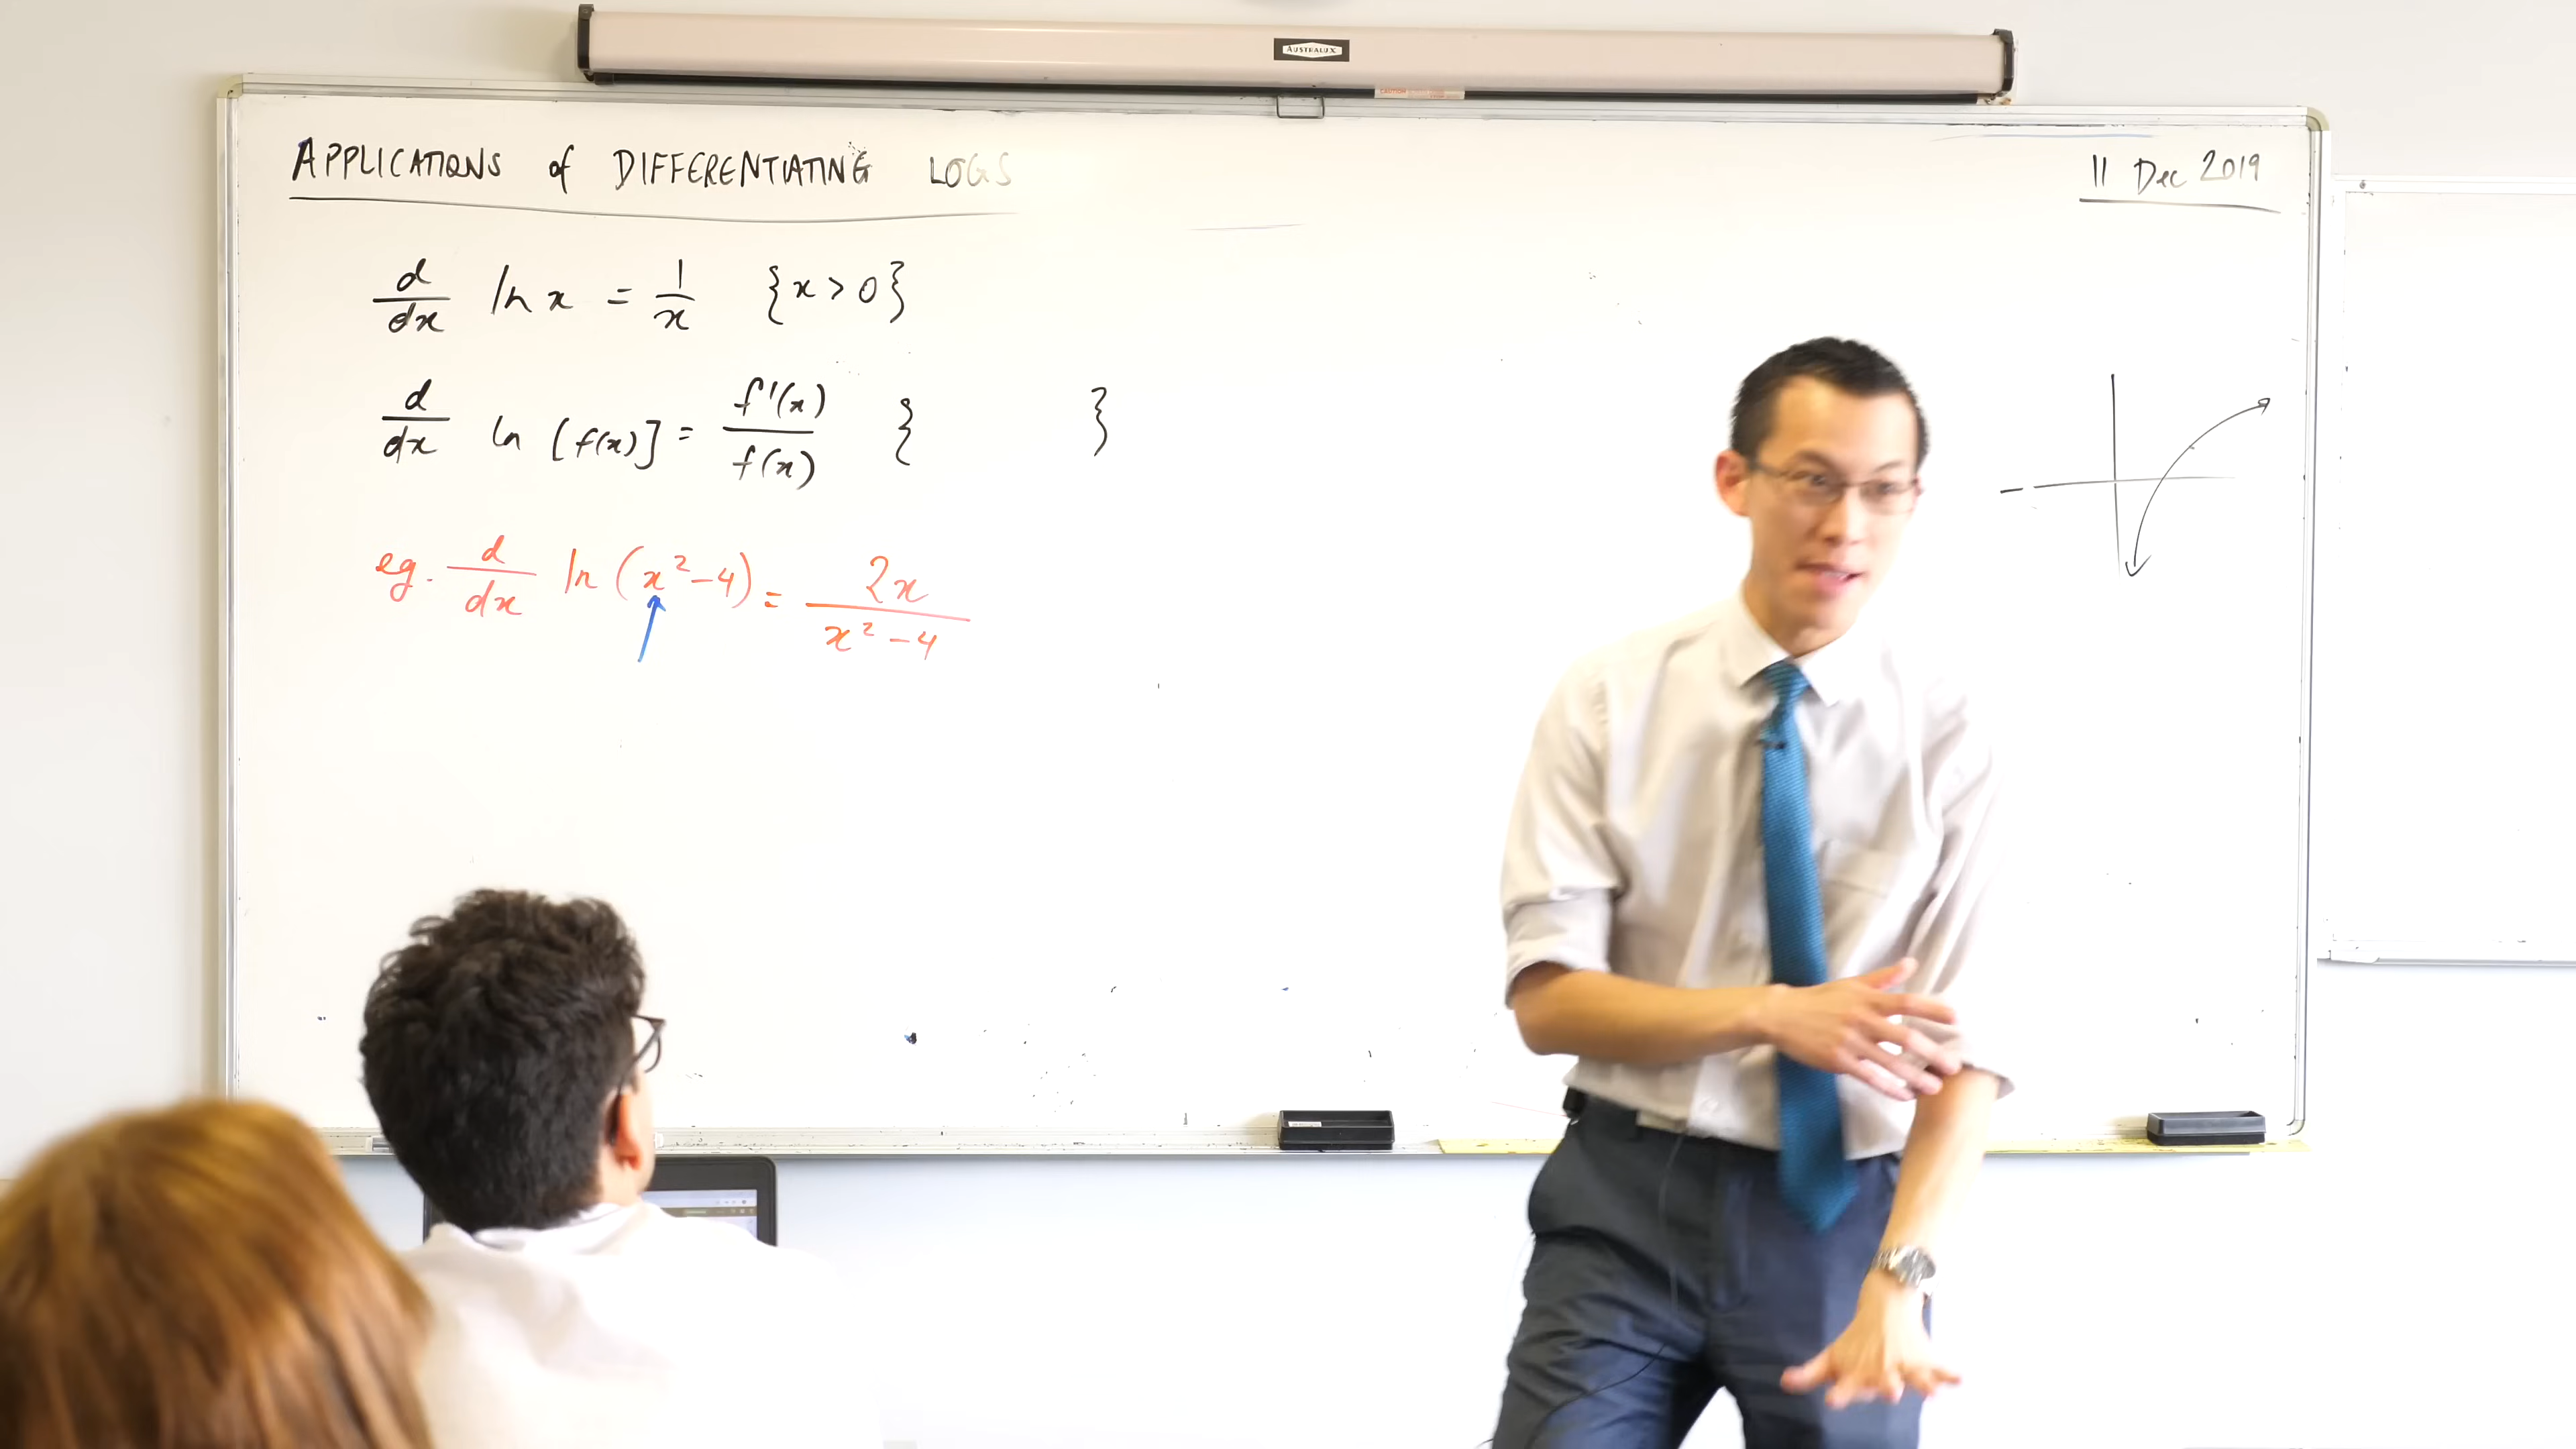 AUSTRALUX
CAUTION
APPLICATIONS of DIFFERENTIATING LOGS
11 Dec 2019
d/dx ln x = 1/x {x > 0}
d/dx ln [f(x)] = f'(x)/f(x) { }
eg. d/dx ln (x² - 4) = 2x/(x² - 4)